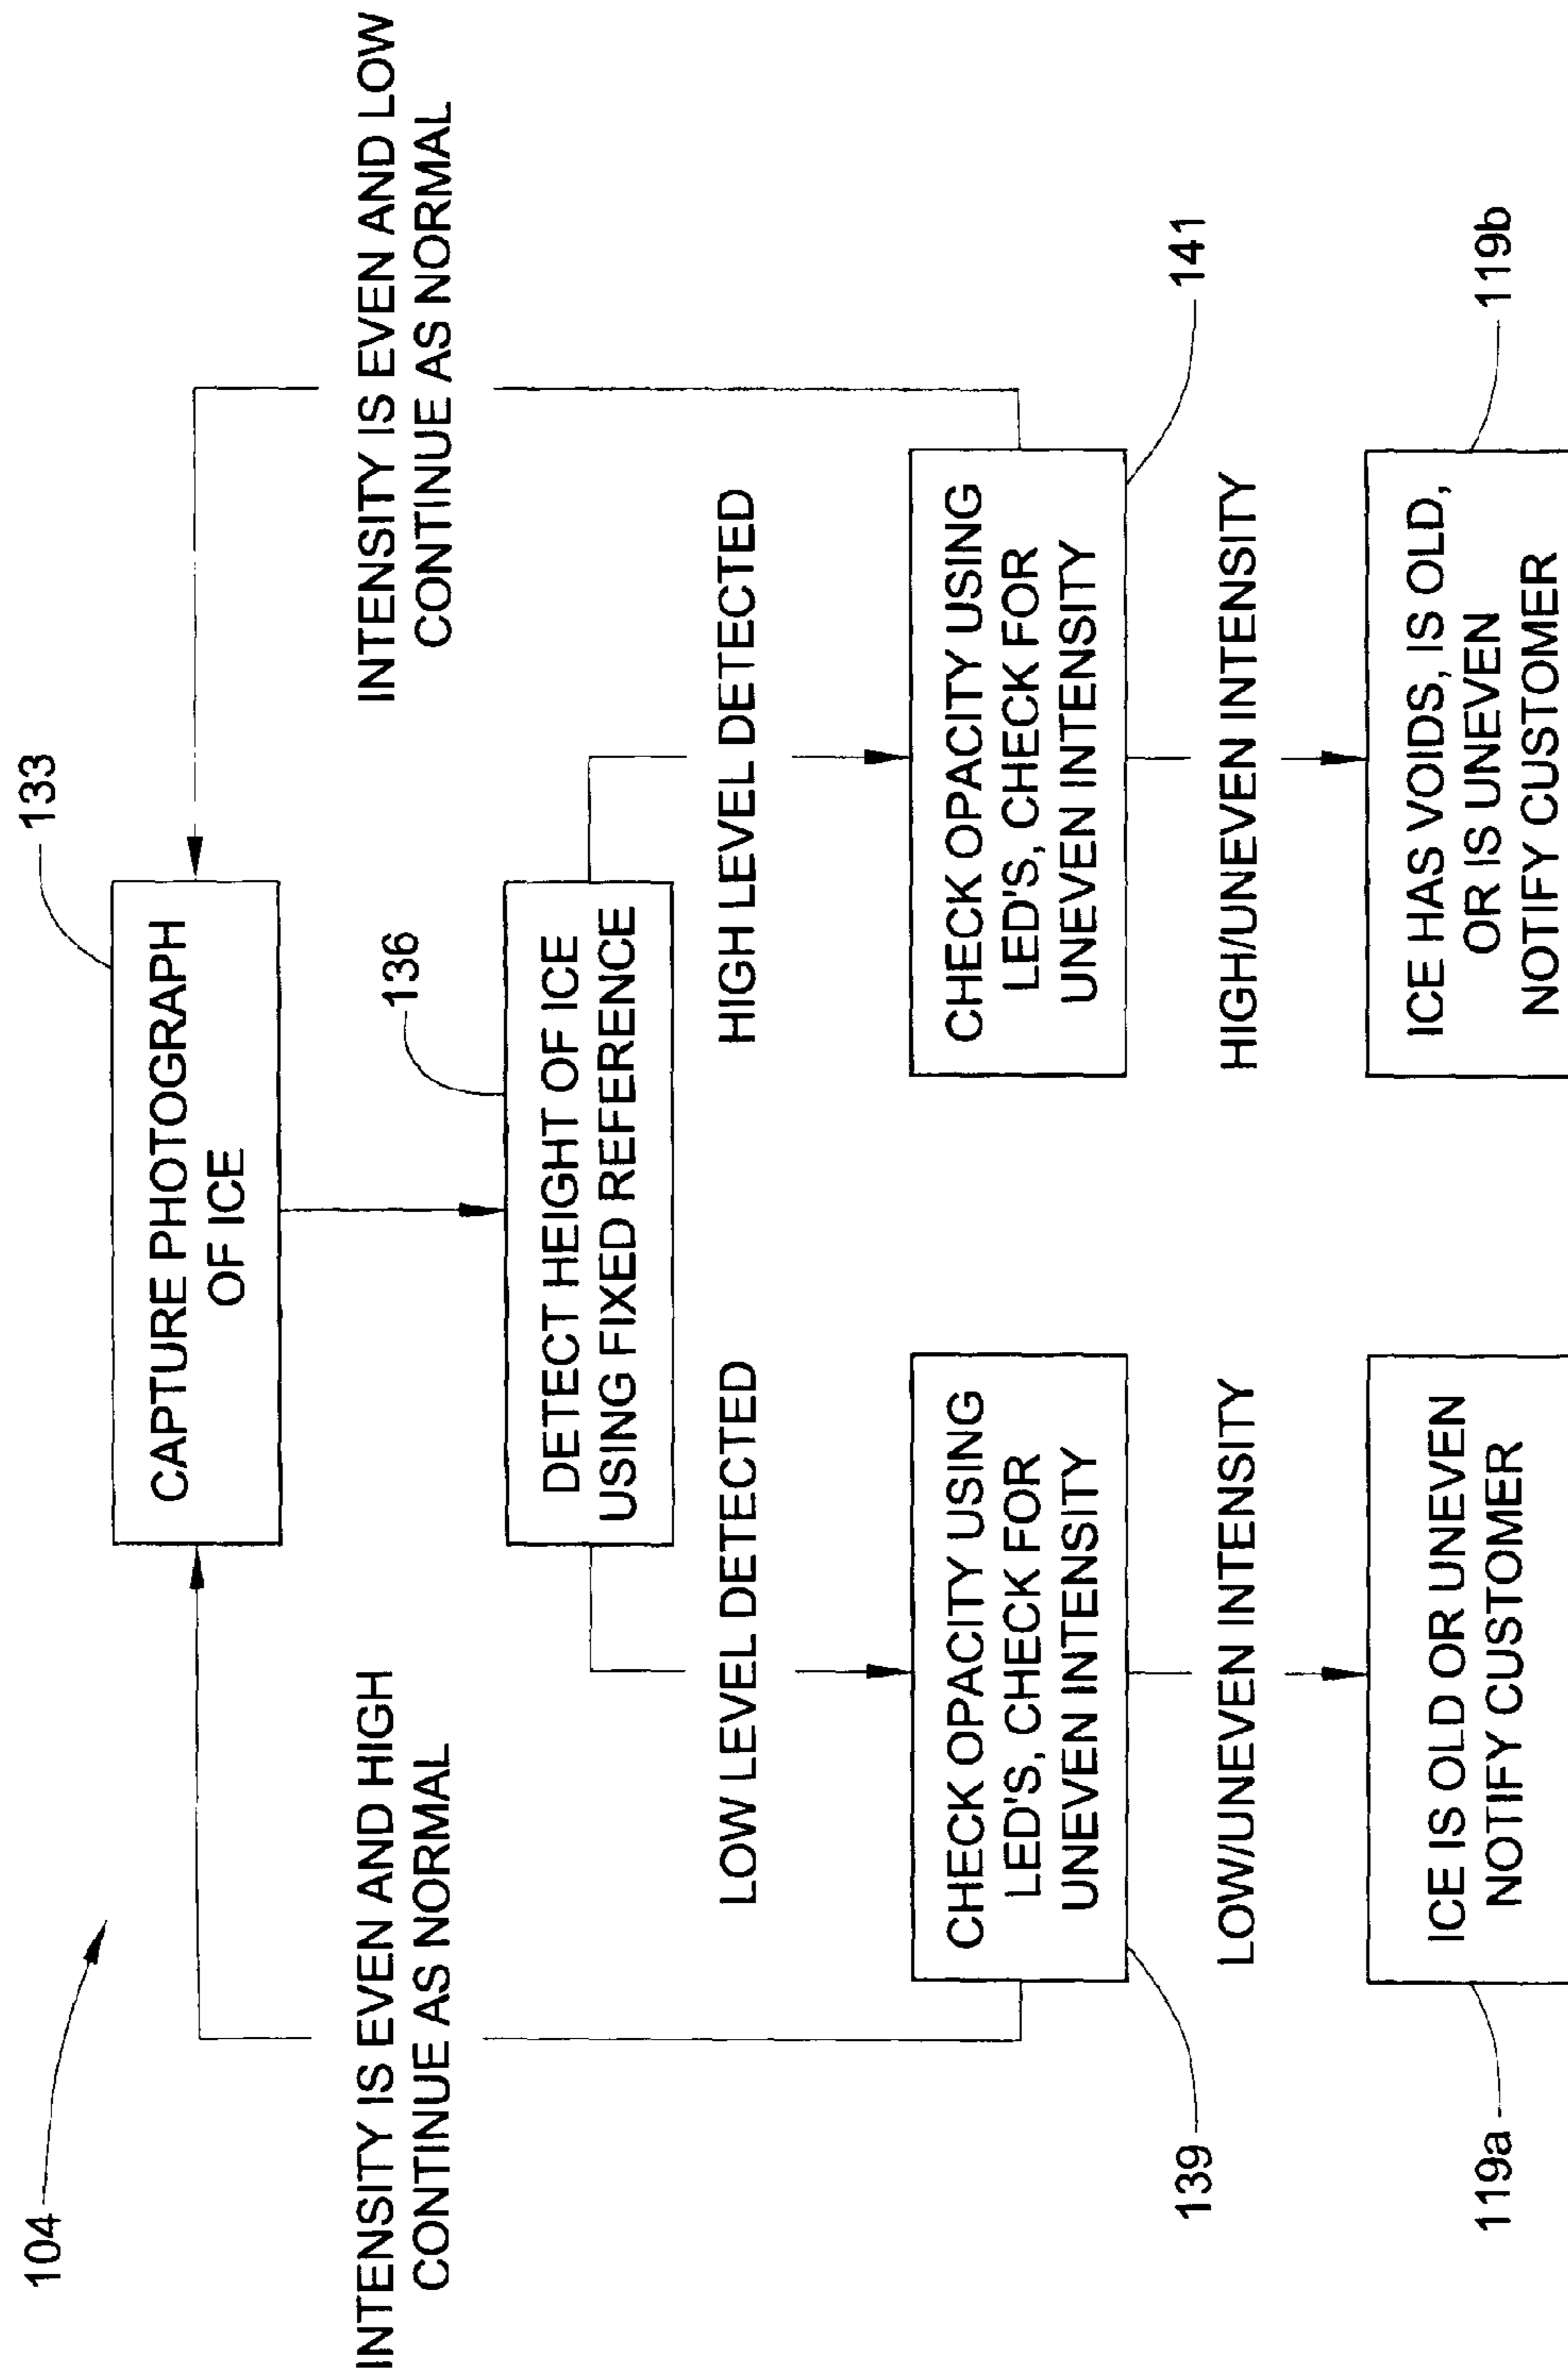 104
133
CAPTURE PHOTOGRAPH
OF ICE
INTENSITY IS EVEN AND HIGH
CONTINUE AS NORMAL
INTENSITY IS EVEN AND LOW
CONTINUE AS NORMAL
136
DETECT HEIGHT OF ICE
USING FIXED REFERENCE
LOW LEVEL DETECTED
HIGH LEVEL DETECTED
CHECK OPACITY USING
LED'S, CHECK FOR
UNEVEN INTENSITY
139
CHECK OPACITY USING
LED'S, CHECK FOR
UNEVEN INTENSITY
141
LOW/UNEVEN INTENSITY
HIGH/UNEVEN INTENSITY
119a
ICE IS OLD OR UNEVEN
NOTIFY CUSTOMER
ICE HAS VOIDS, IS OLD,
OR IS UNEVEN
NOTIFY CUSTOMER
119b